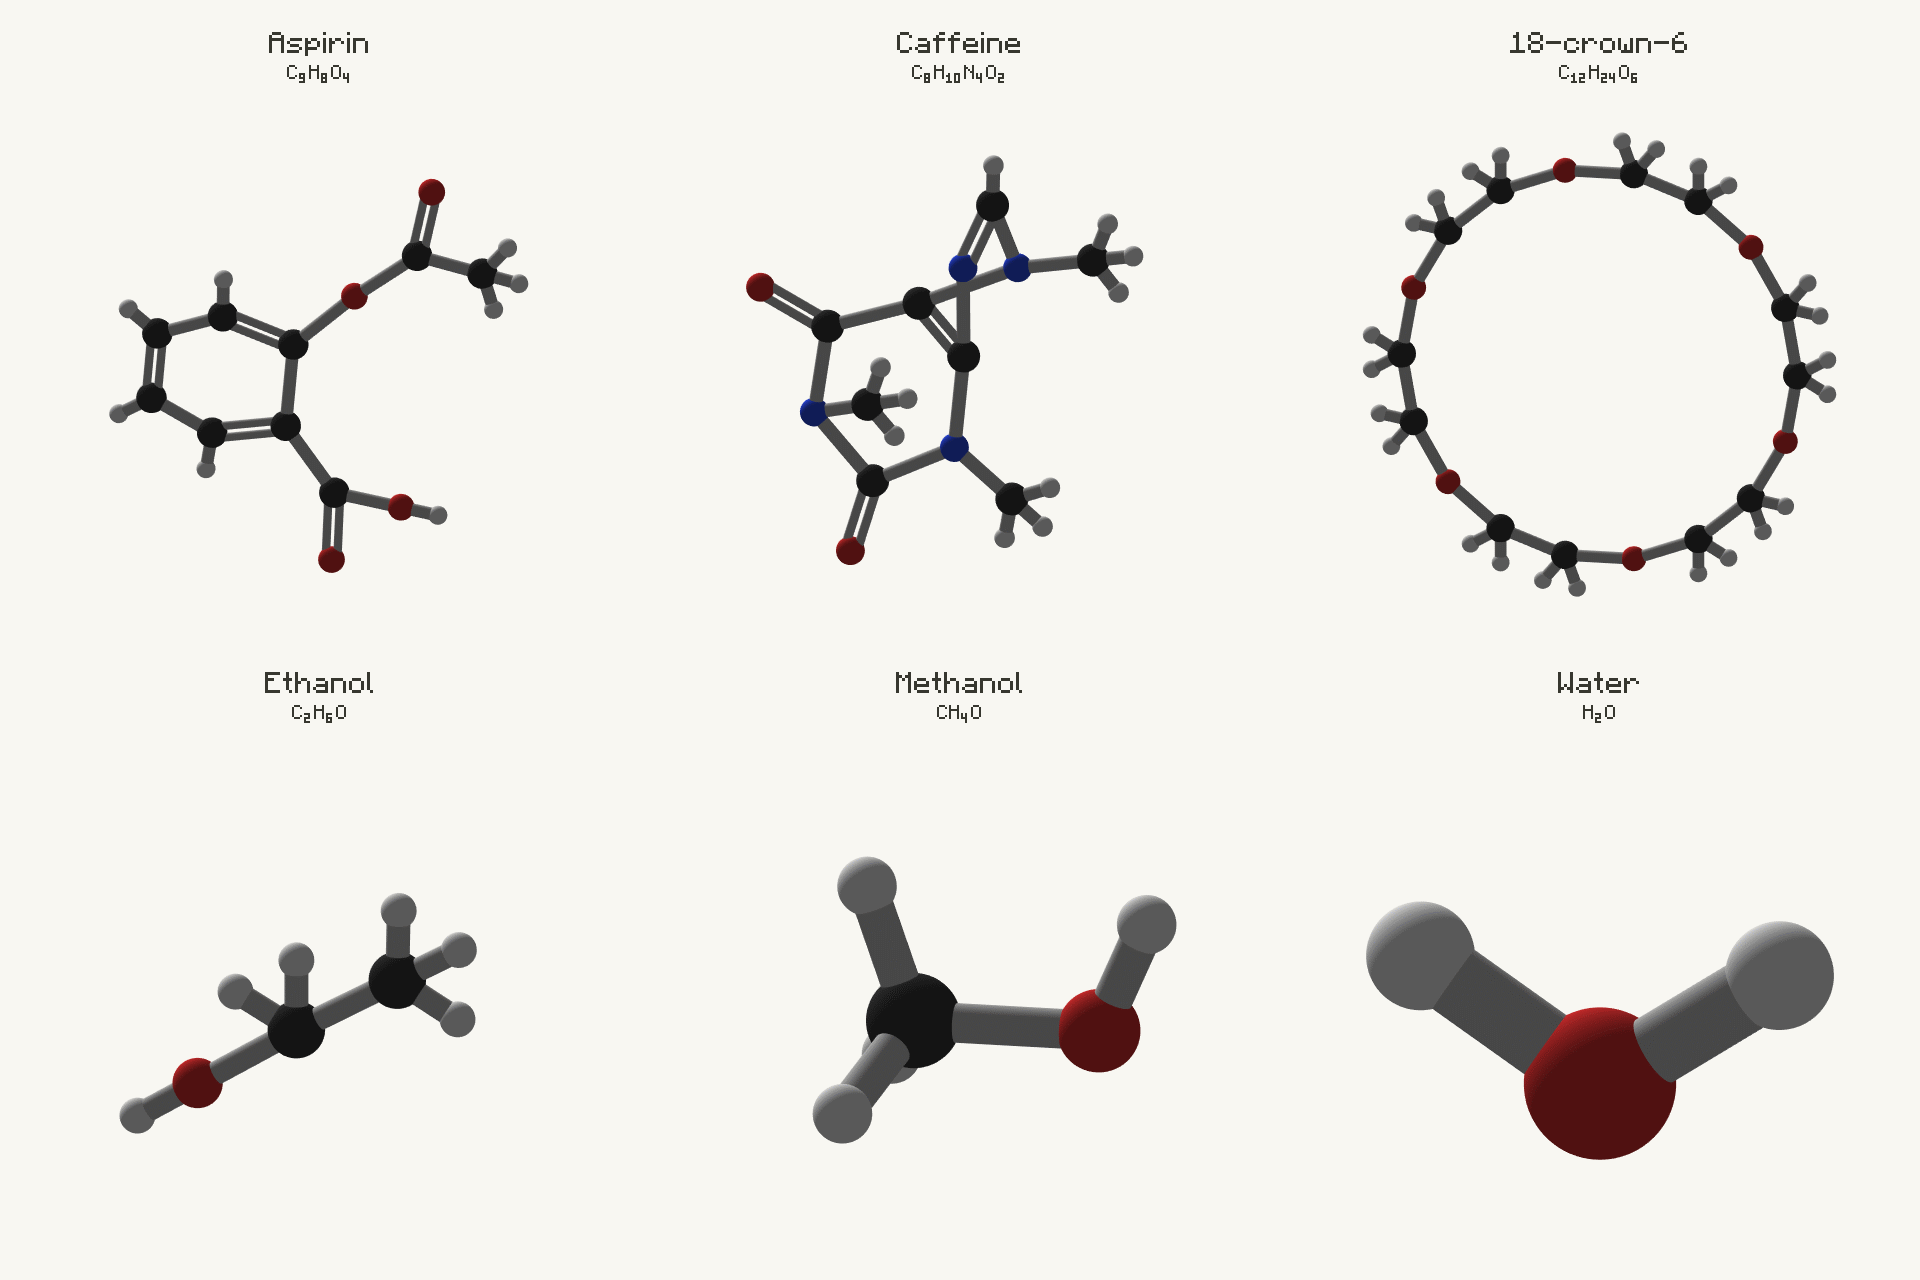 Aspirin
C₉H₈O₄
Caffeine
C₈H₁₀N₄O₂
18-crown-6
C₁₂H₂₄O₆
Ethanol
C₂H₆O
Methanol
CH₄O
Water
H₂O